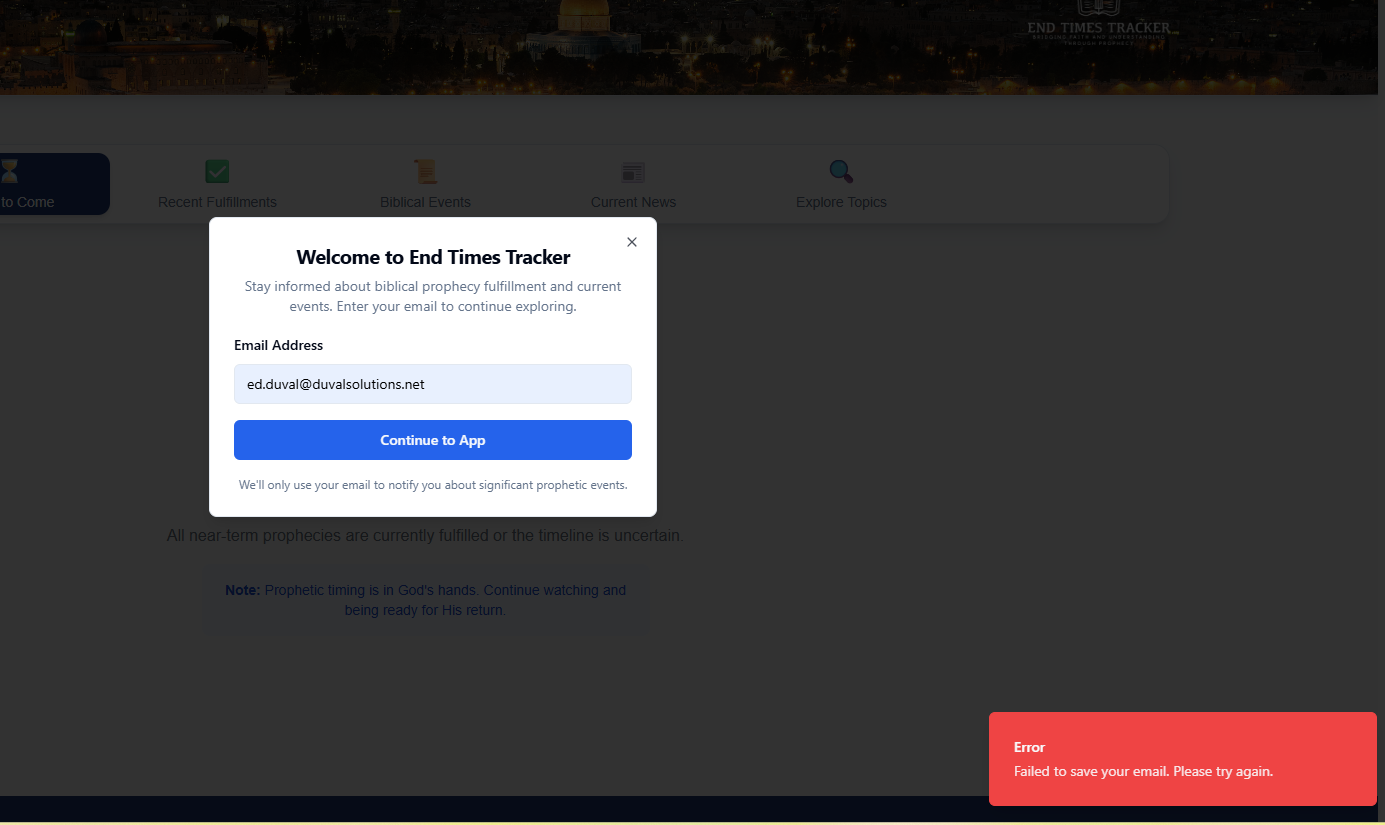 END TIMES TRACKER
BRIDGING FAITH AND UNDERSTANDING
THROUGH PROPHECY
to Come
Recent Fulfillments
Biblical Events
Current News
Explore Topics
Welcome to End Times Tracker
Stay informed about biblical prophecy fulfillment and current
events. Enter your email to continue exploring.
Email Address
ed.duval@duvalsolutions.net
Continue to App
We'll only use your email to notify you about significant prophetic events.
All near-term prophecies are currently fulfilled or the timeline is uncertain.
Note: Prophetic timing is in God's hands. Continue watching and
being ready for His return.
Error
Failed to save your email. Please try again.